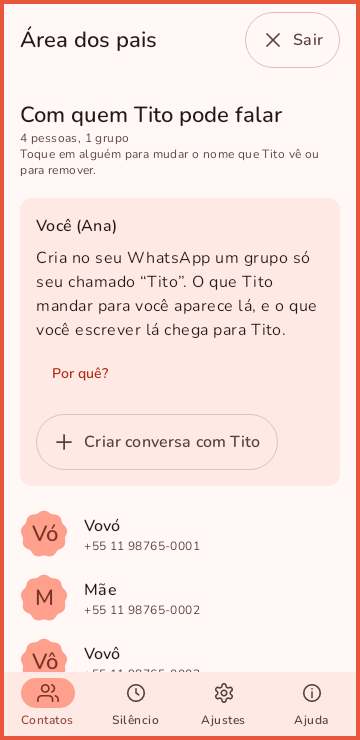 Área dos pais
Sair
Com quem Tito pode falar
4 pessoas, 1 grupo
Toque em alguém para mudar o nome que Tito vê ou
para remover.
Você (Ana)
Cria no seu WhatsApp um grupo só
seu chamado “Tito”. O que Tito
mandar para você aparece lá, e o que
você escrever lá chega para Tito.
Por quê?
Criar conversa com Tito
Vó
Vovó
+55 11 98765-0001
M
Mãe
+55 11 98765-0002
Vô
Vovô
Contatos
Silêncio
Ajustes
Ajuda